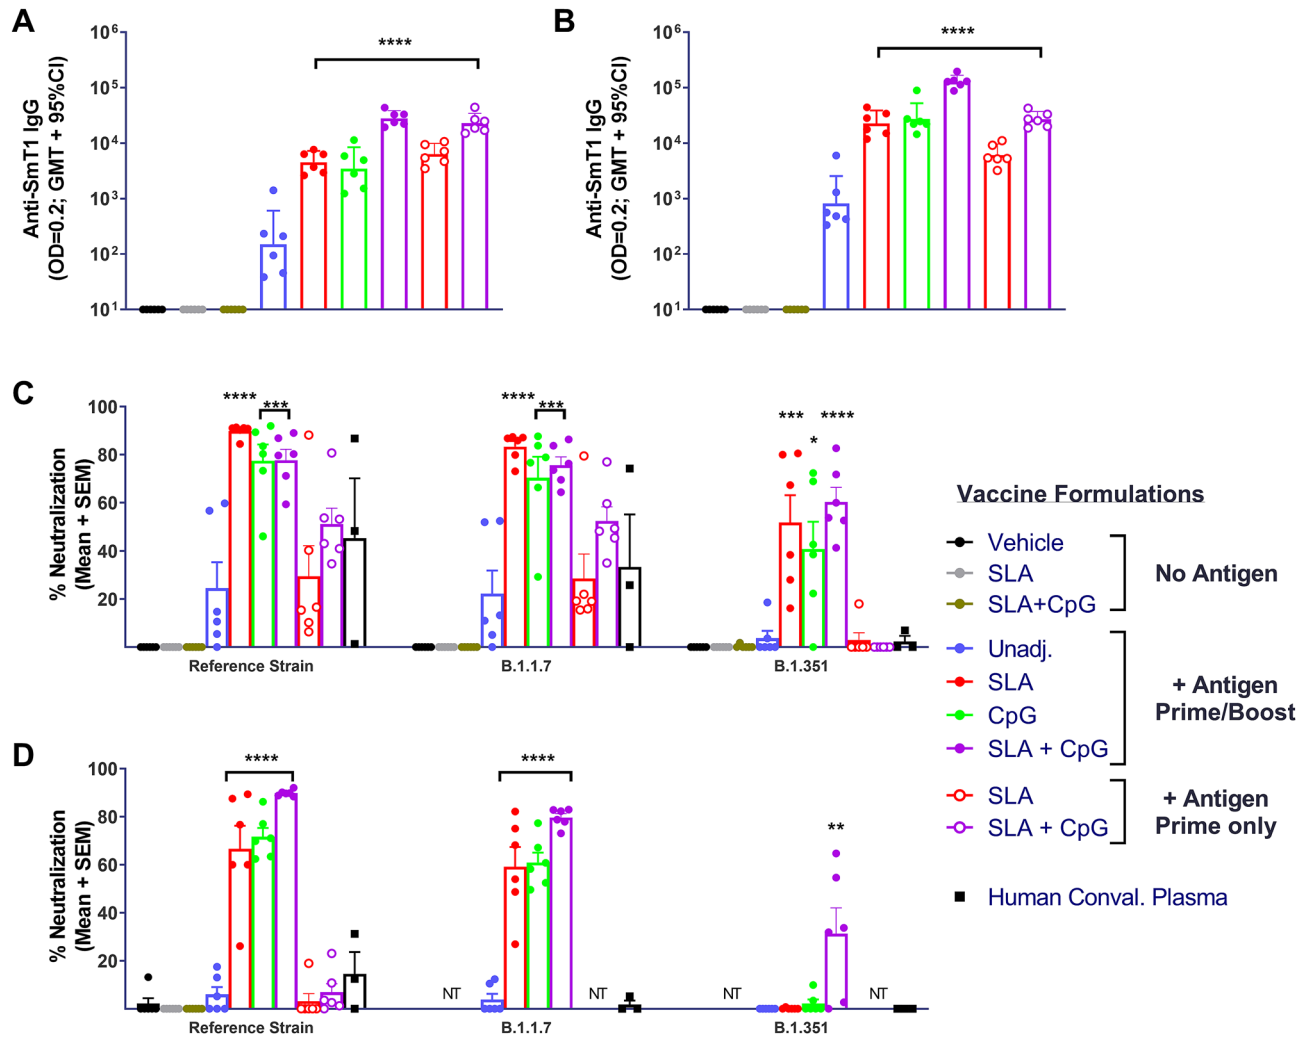 A
B
Anti-SmT1 IgG
(OD=0.2; GMT + 95%CI)
10⁶
10⁵
10⁴
10³
10²
10¹
****
Anti-SmT1 IgG
(OD=0.2; GMT + 95%CI)
10⁶
10⁵
10⁴
10³
10²
10¹
****
C
% Neutralization
(Mean + SEM)
100
80
60
40
20
**** ***
**** ***
*** * ****
Reference Strain
B.1.1.7
B.1.351
D
% Neutralization
(Mean + SEM)
100
80
60
40
20
****
****
**
NT
NT
NT
NT
Reference Strain
B.1.1.7
B.1.351
Vaccine Formulations
Vehicle
SLA
SLA+CpG
No Antigen
Unadj.
SLA
CpG
SLA + CpG
+ Antigen
Prime/Boost
SLA
SLA + CpG
+ Antigen
Prime only
Human Conval. Plasma